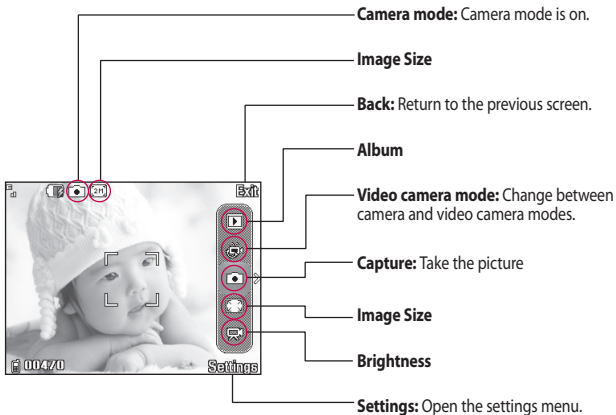 Camera mode: Camera mode is on.
Image Size
Back: Return to the previous screen.
Album
Video camera mode: Change between
camera and video camera modes.
Capture: Take the picture
Image Size
Brightness
Settings: Open the settings menu.
2M
Exit
00470
Settings